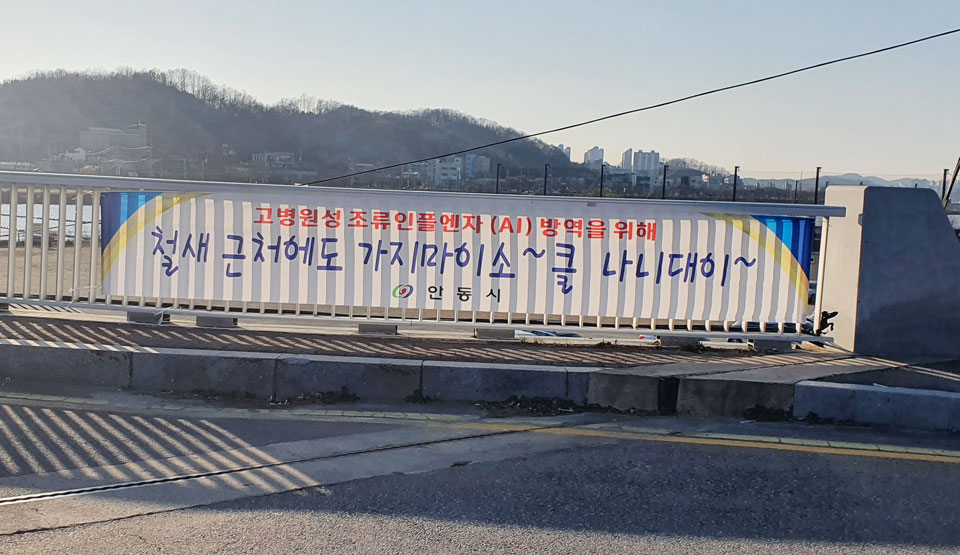 고병원성 조류인플엔자 (AI) 방역을 위해
철새 근처에도 가지마이소~클 나니대이~
안동시